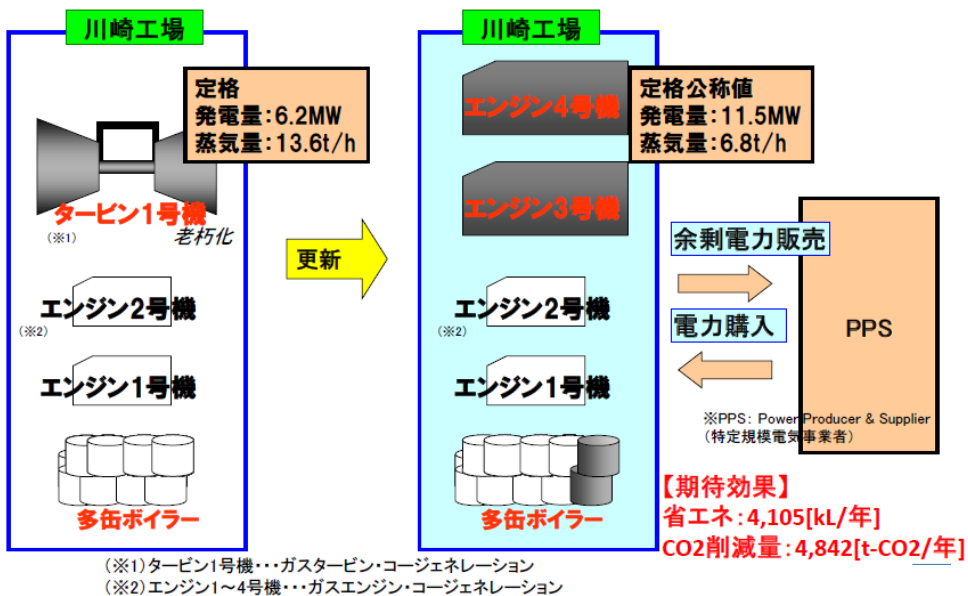 川崎工場
定格
発電量:6.2MW
蒸気量:13.6t/h
タービン1号機
(※1)
老朽化
エンジン2号機
(※2)
エンジン1号機
多缶ボイラー
更新
川崎工場
エンジン4号機
定格公称値
発電量:11.5MW
蒸気量:6.8t/h
エンジン3号機
エンジン2号機
(※2)
エンジン1号機
多缶ボイラー
余剰電力販売
電力購入
PPS
※PPS: Power Producer & Supplier
(特定規模電気事業者)
【期待効果】
省エネ:4,105[kL/年]
CO2削減量:4,842[t-CO2/年]
(※1)タービン1号機・・・ガスタービン・コージェネレーション
(※2)エンジン1~4号機・・・ガスエンジン・コージェネレーション